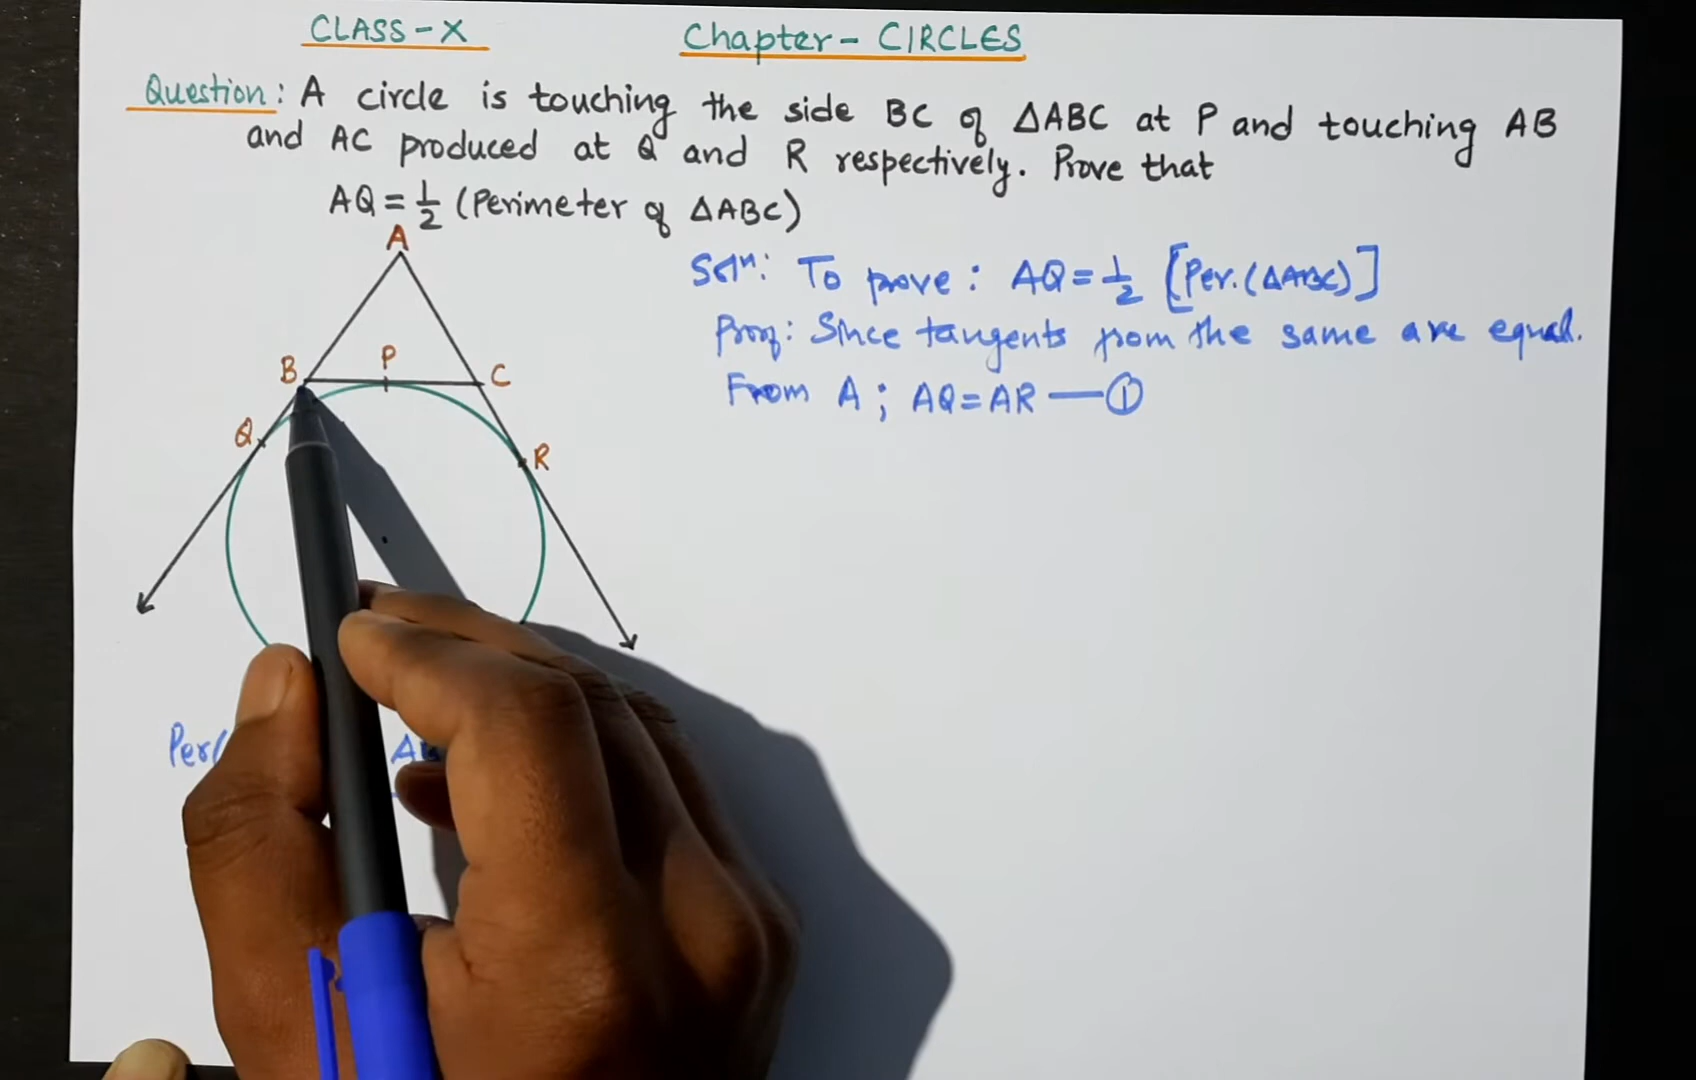 CLASS-X Chapter- CIRCLES
Question: A circle is touching the side BC of ΔABC at P and touching AB
and AC produced at Q and R respectively. Prove that
AQ = 1/2 (Perimeter of ΔABC)
A
Solⁿ: To prove: AQ = 1/2 [Per.(ΔABC)]
Proof: Since tangents from the same are equal.
B P C
From A; AQ = AR — ①
Q R
Per(